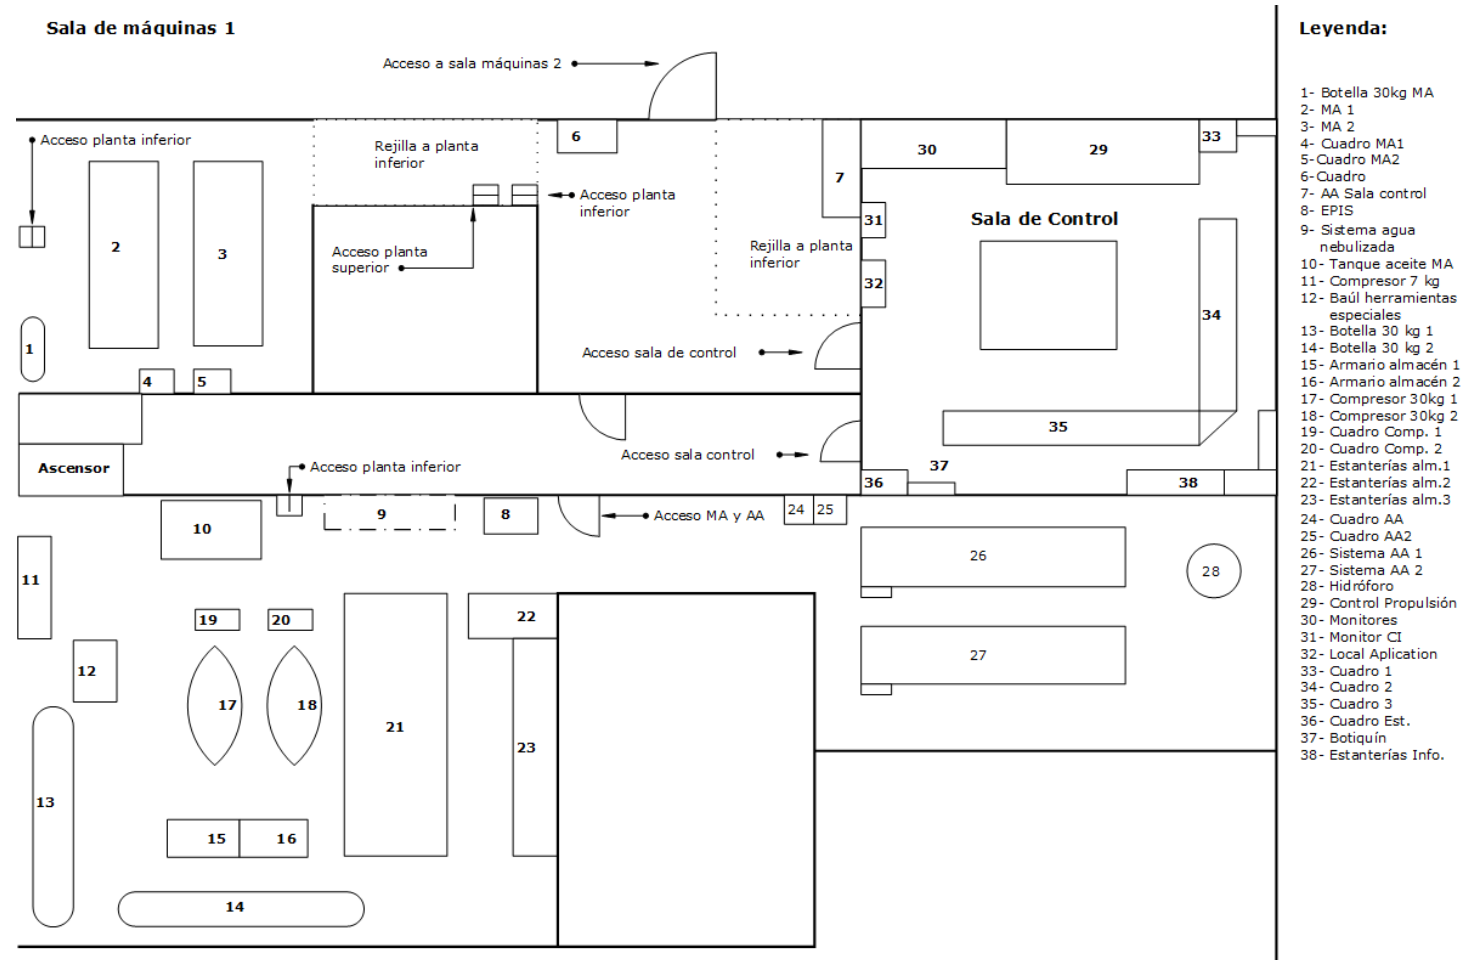 Sala de máquinas 1
Acceso a sala máquinas 2
Acceso planta inferior
Rejilla a planta
inferior
6
7
30
29
33
Acceso planta
inferior
2
3
Acceso planta
superior
Rejilla a planta
inferior
31
32
Sala de Control
34
1
4
5
Acceso sala de control
35
Ascensor
Acceso planta inferior
Acceso sala control
36
37
38
10
9
8
Acceso MA y AA
24
25
26
28
11
19
20
22
27
12
17
18
21
23
13
15
16
14
Leyenda:
1- Botella 30kg MA
2- MA 1
3- MA 2
4- Cuadro MA1
5-Cuadro MA2
6-Cuadro
7- AA Sala control
8- EPIS
9- Sistema agua
nebulizada
10- Tanque aceite MA
11- Compresor 7 kg
12- Baúl herramientas
especiales
13- Botella 30 kg 1
14- Botella 30 kg 2
15- Armario almacén 1
16- Armario almacén 2
17- Compresor 30kg 1
18- Compresor 30kg 2
19- Cuadro Comp. 1
20- Cuadro Comp. 2
21- Estanterías alm.1
22- Estanterías alm.2
23- Estanterías alm.3
24- Cuadro AA
25- Cuadro AA2
26- Sistema AA 1
27- Sistema AA 2
28- Hidróforo
29- Control Propulsión
30- Monitores
31- Monitor CI
32- Local Aplication
33- Cuadro 1
34- Cuadro 2
35- Cuadro 3
36- Cuadro Est.
37- Botiquín
38- Estanterías Info.